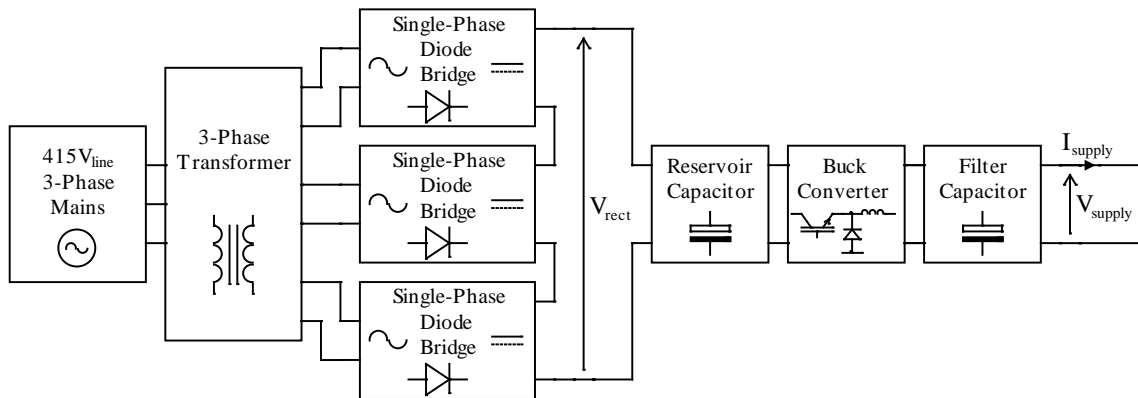 415V_line
3-Phase
Mains
3-Phase
Transformer
Single-Phase
Diode
Bridge
Single-Phase
Diode
Bridge
Single-Phase
Diode
Bridge
V_rect
Reservoir
Capacitor
Buck
Converter
Filter
Capacitor
I_supply
V_supply